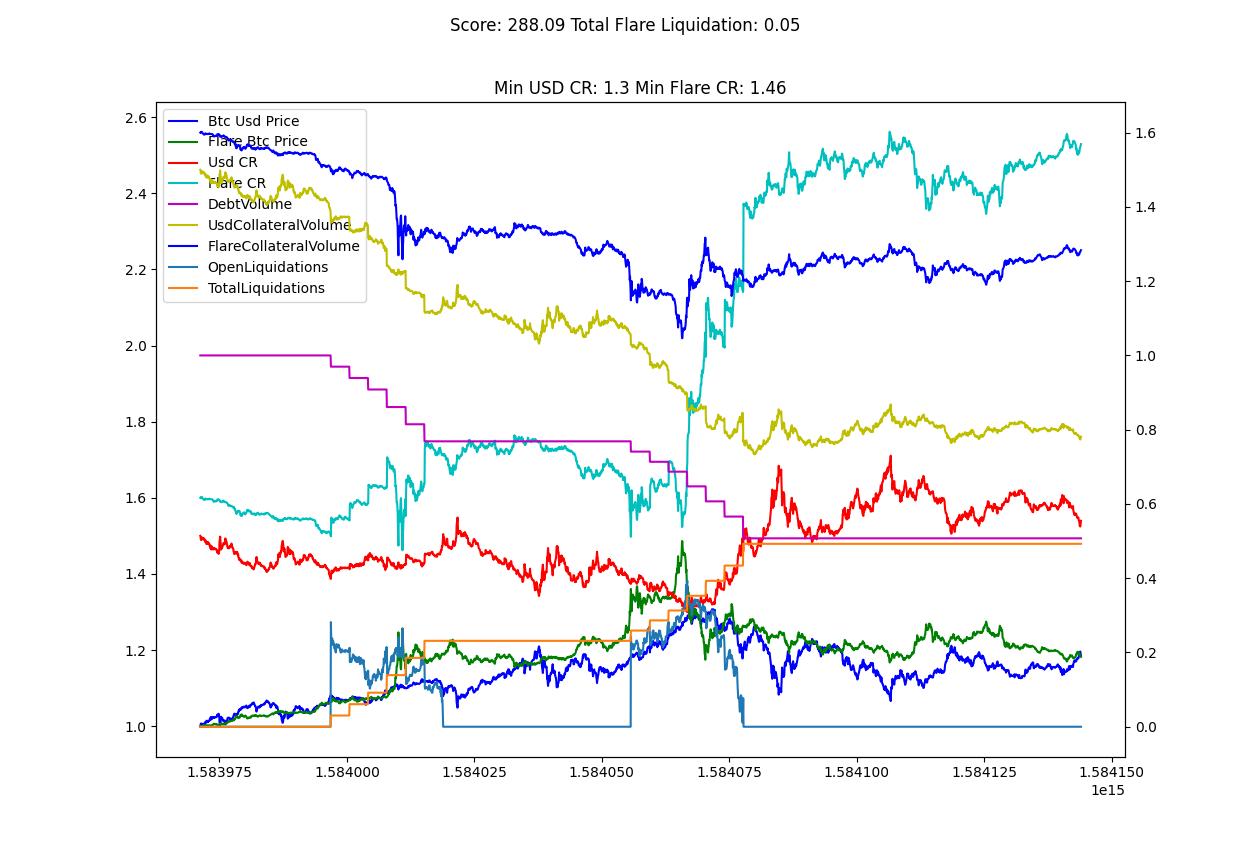 Score: 288.09 Total Flare Liquidation: 0.05
Min USD CR: 1.3 Min Flare CR: 1.46
2.6
2.4
2.2
2.0
1.8
1.6
1.4
1.2
1.0
Btc Usd Price
Flare Btc Price
Usd CR
Flare CR
DebtVolume
UsdCollateralVolume
FlareCollateralVolume
OpenLiquidations
TotalLiquidations
1.6
1.4
1.2
1.0
0.8
0.6
0.4
0.2
0.0
1.583975 1.584000 1.584025 1.584050 1.584075 1.584100 1.584125 1.584150
1e15